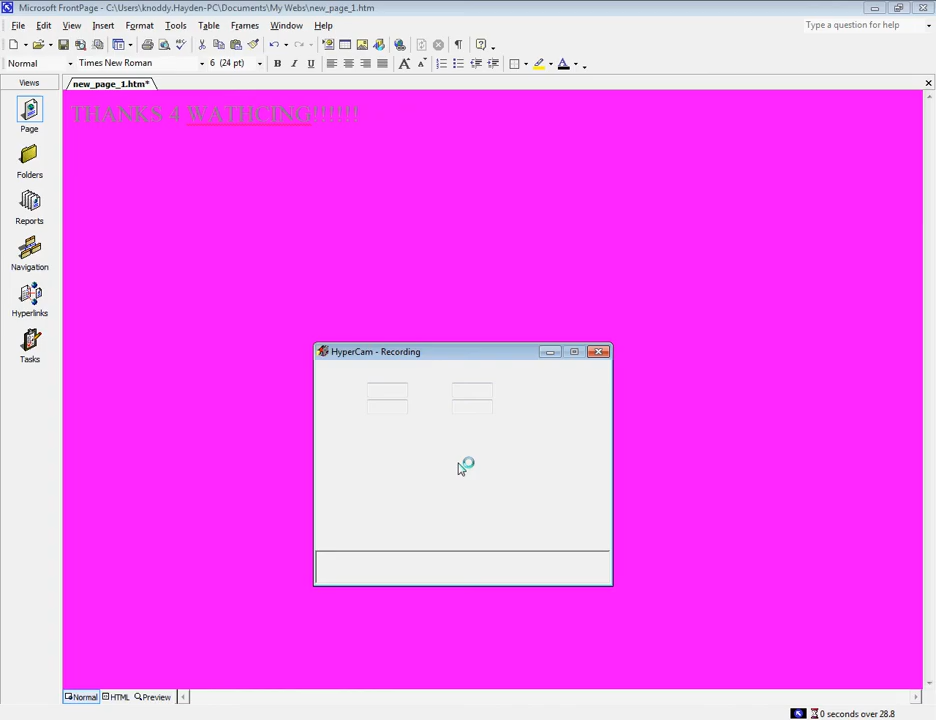 Microsoft FrontPage - C:\Users\knoddy.Hayden-PC\Documents\My Webs\new_page_1.htm
File Edit View Insert Format Tools Table Frames Window Help
Type a question for help
Normal Times New Roman 6 (24 pt) B I U A A A
Views
new_page_1.htm*
THANKS 4 WATHCING!!!!!!
Page
Folders
Reports
Navigation
Hyperlinks
Tasks
HyperCam - Recording
Normal HTML Preview
0 seconds over 28.8